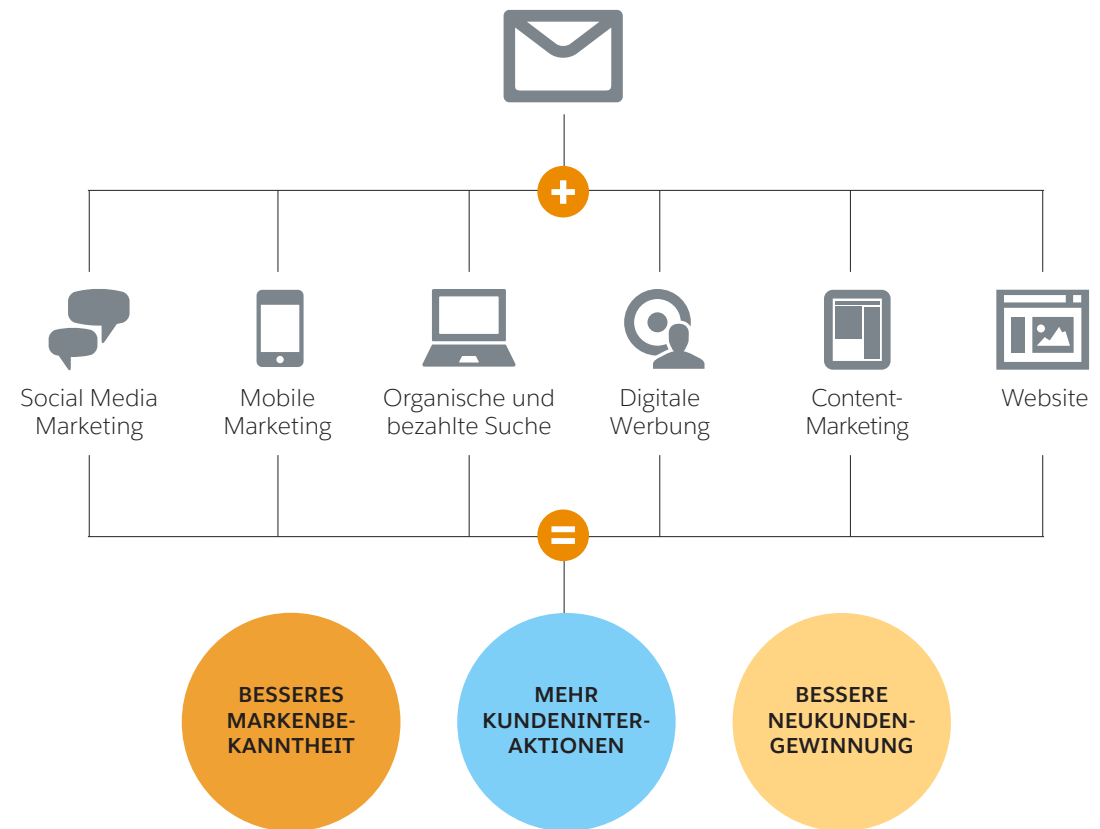 Social Media
Marketing
Mobile
Marketing
Organische und
bezahlte Suche
Digitale
Werbung
Content-
Marketing
Website
BESSERES
MARKENBE-
KANNTHEIT
MEHR
KUNDENINTER-
AKTIONEN
BESSERE
NEUKUNDEN-
GEWINNUNG